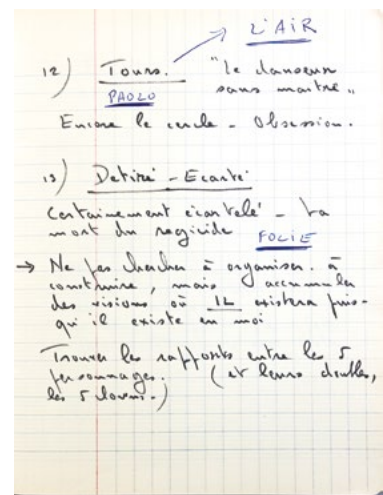 L'AIR
12) Tours. "le danseur
sans maître"
PAOLO
Encore le cercle - Obsession.
13) Detiré - Ecarté
Certainement écartelé - La
mort du régicide
FOLIE
→ Ne pas chercher à organiser. à
construire, mais accumuler
des visions où IL existera puis-
qu'il existe en moi
Trouver les rapports entre les 5
personnages. (et leurs doubles,
les 5 loups.)